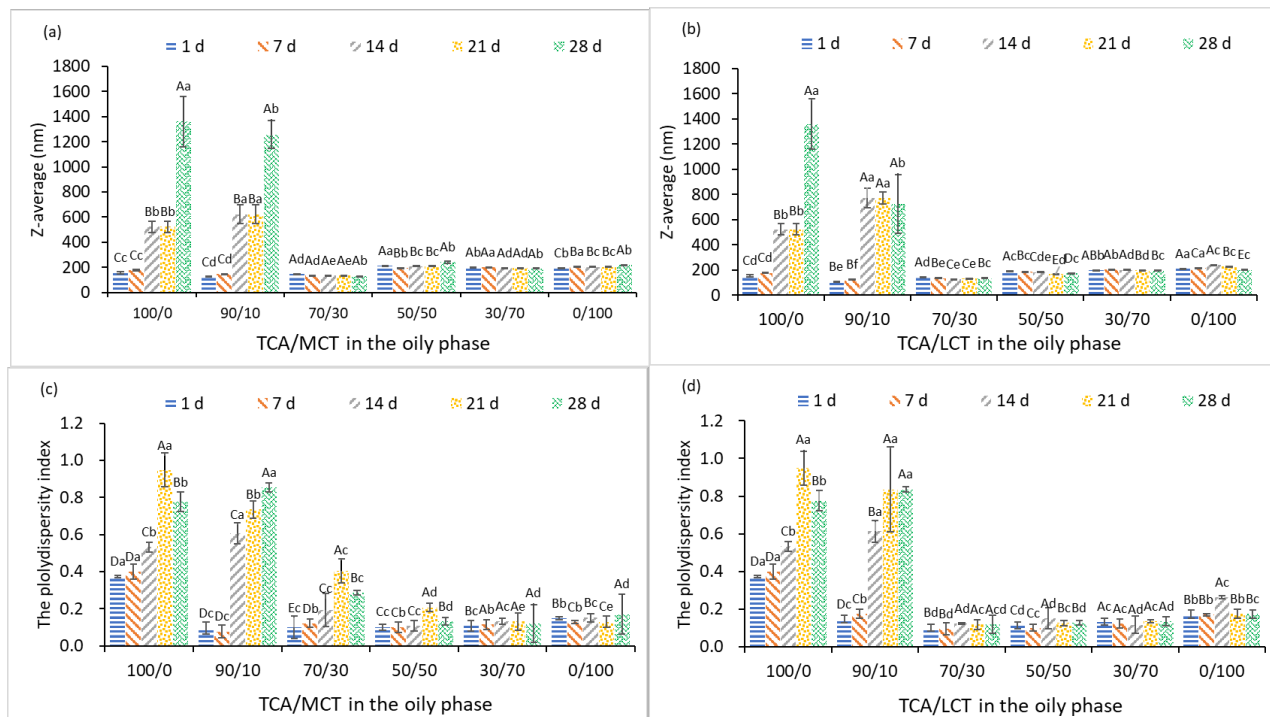 (a)
1 d 7 d 14 d 21 d 28 d
Z-average (nm)
1800
1600
1400
1200
1000
800
600
400
200
0
Cc Cc Bb Bb Aa
Cd Cd Ba Ba Ab
Ad Ad Ae Ae Ab
Aa Bb Bc Bc Ab
Ab Aa Ad Ad Ab
Cb Ba Bc Bc Ab
100/0 90/10 70/30 50/50 30/70 0/100
TCA/MCT in the oily phase
(b)
1 d 7 d 14 d 21 d 28 d
Z-average (nm)
1800
1600
1400
1200
1000
800
600
400
200
0
Cd Cd Bb Bb Aa
Be Bf Aa Aa Ab
Ad Be Ce Ce Bc
Ac Bc Cde Ed Dc
ABb Ab Ad Bd Bc
Aa Ca Ac Bc Ec
100/0 90/10 70/30 50/50 30/70 0/100
TCA/LCT in the oily phase
(c)
1 d 7 d 14 d 21 d 28 d
The plolydispersity index
1.2
1.0
0.8
0.6
0.4
0.2
0.0
Da Da Cb Aa Bb
Dc Dc Ca Bb Aa
Ec Db Cc Ac Bc
Cc Cb Cc Ad Bd
Bc Ab Ac Ae Ad
Bb Cb Bc Ce Ad
100/0 90/10 70/30 50/50 30/70 0/100
TCA/MCT in the oily phase
(d)
1 d 7 d 14 d 21 d 28 d
The plolydispersity index
1.2
1.0
0.8
0.6
0.4
0.2
0.0
Da Da Cb Aa Bb
Dc Cb Ba Aa Aa
Bd Bd Ad Ac Acd
Cd Cc Ad Bc Bd
Ac Ac Ad Ac Ad
Bb Bb Ac Bb Bc
100/0 90/10 70/30 50/50 30/70 0/100
TCA/LCT in the oily phase